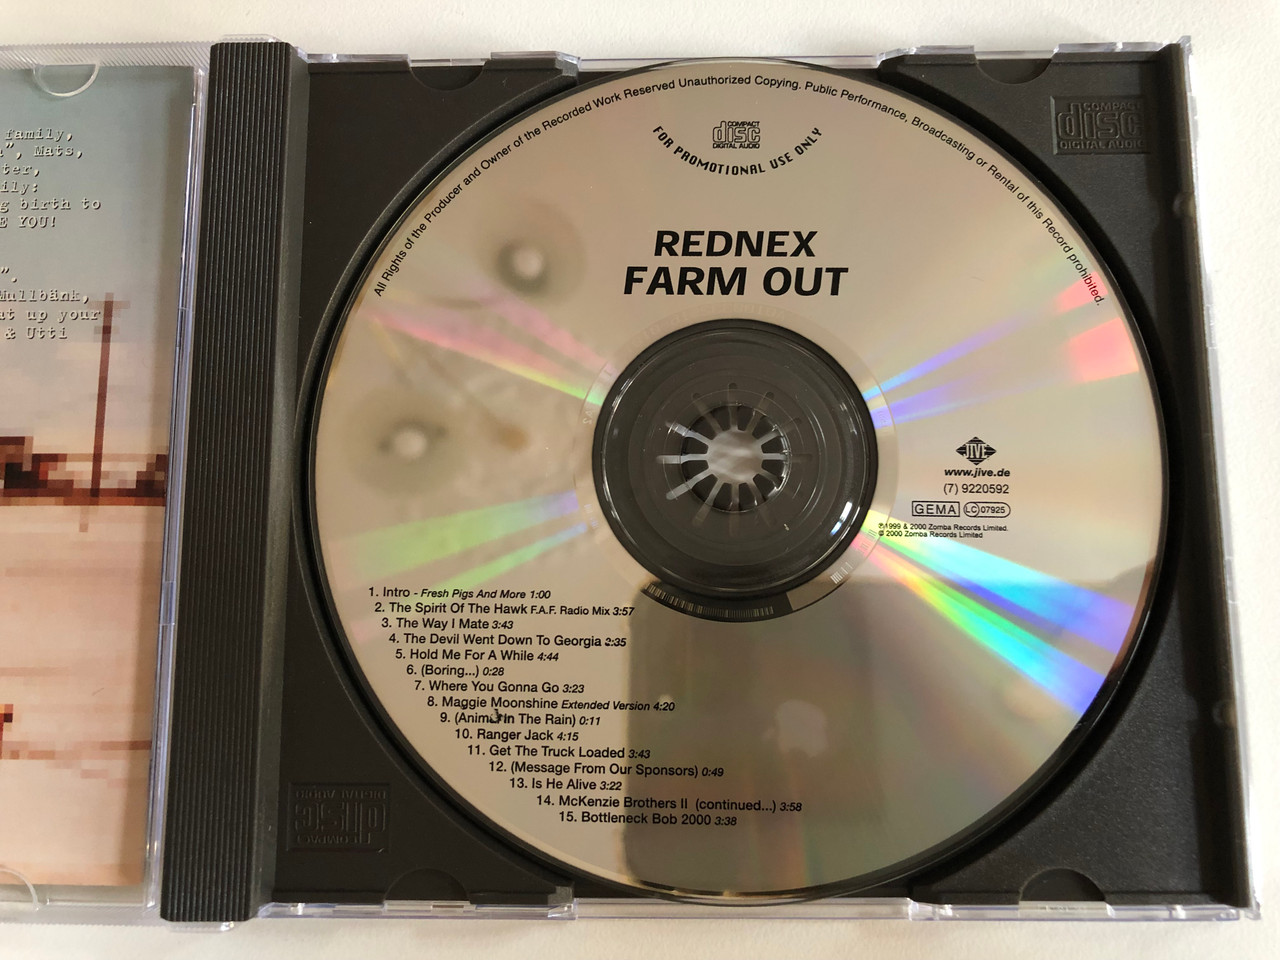 family,
", Mats,
ter,
ily:
g birth to
E YOU!
".
Mullbänk,
at up your
& Utti
All Rights of the Producer and Owner of the Recorded Work Reserved Unauthorized Copying. Public Performance, Broadcasting or Rental of this Record prohibited.
COMPACT
disc
DIGITAL AUDIO
FOR PROMOTIONAL USE ONLY
COMPACT
disc
DIGITAL AUDIO
REDNEX
FARM OUT
JIVE
www.jive.de
(7) 9220592
GEMA LC 07925
℗ 1999 & 2000 Zomba Records Limited.
© 2000 Zomba Records Limited
1. Intro - Fresh Pigs And More 1:00
2. The Spirit Of The Hawk F.A.F. Radio Mix 3:57
3. The Way I Mate 3:43
4. The Devil Went Down To Georgia 2:35
5. Hold Me For A While 4:44
6. (Boring...) 0:28
7. Where You Gonna Go 3:23
8. Maggie Moonshine Extended Version 4:20
9. (Animal In The Rain) 0:11
10. Ranger Jack 4:15
11. Get The Truck Loaded 3:43
12. (Message From Our Sponsors) 0:49
13. Is He Alive 3:22
14. McKenzie Brothers II (continued...) 3:58
15. Bottleneck Bob 2000 3:38
COMPACT
disc
DIGITAL AUDIO